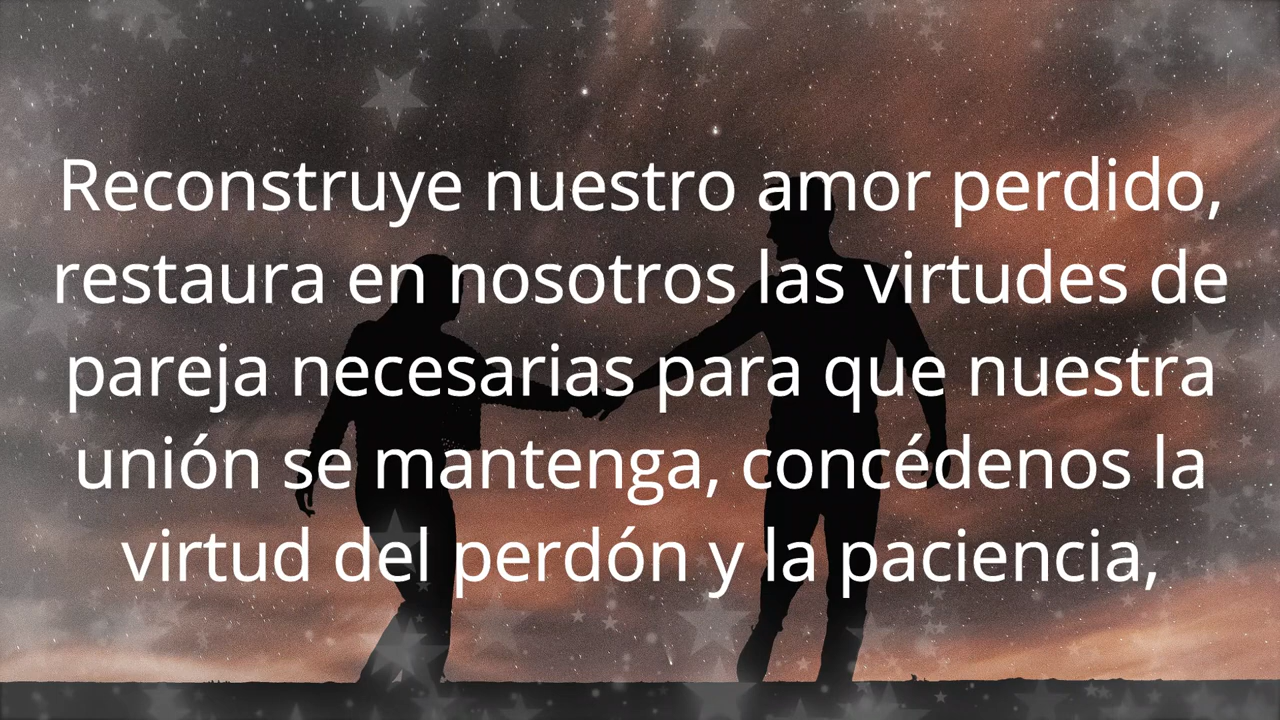 Reconstruye nuestro amor perdido,
restaura en nosotros las virtudes de
pareja necesarias para que nuestra
unión se mantenga, concédenos la
virtud del perdón y la paciencia,